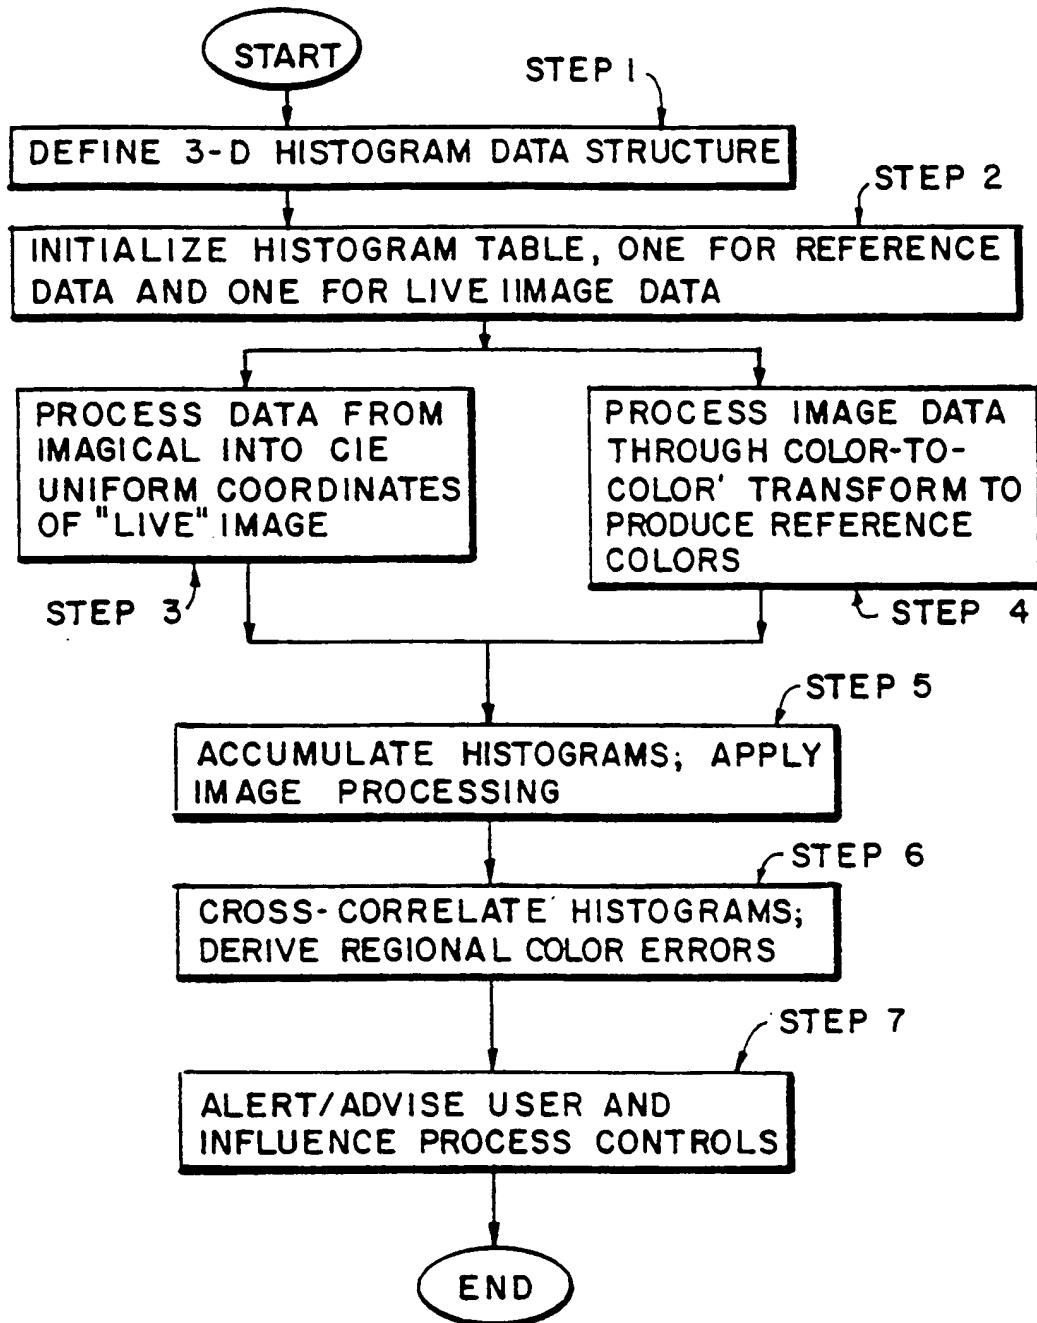 START
STEP 1
DEFINE 3-D HISTOGRAM DATA STRUCTURE
STEP 2
INITIALIZE HISTOGRAM TABLE, ONE FOR REFERENCE
DATA AND ONE FOR LIVE IIMAGE DATA
PROCESS DATA FROM
IMAGICAL INTO CIE
UNIFORM COORDINATES
OF "LIVE" IMAGE
STEP 3
PROCESS IMAGE DATA
THROUGH COLOR-TO-
COLOR' TRANSFORM TO
PRODUCE REFERENCE
COLORS
STEP 4
STEP 5
ACCUMULATE HISTOGRAMS; APPLY
IMAGE PROCESSING
STEP 6
CROSS-CORRELATE HISTOGRAMS;
DERIVE REGIONAL COLOR ERRORS
STEP 7
ALERT/ADVISE USER AND
INFLUENCE PROCESS CONTROLS
END